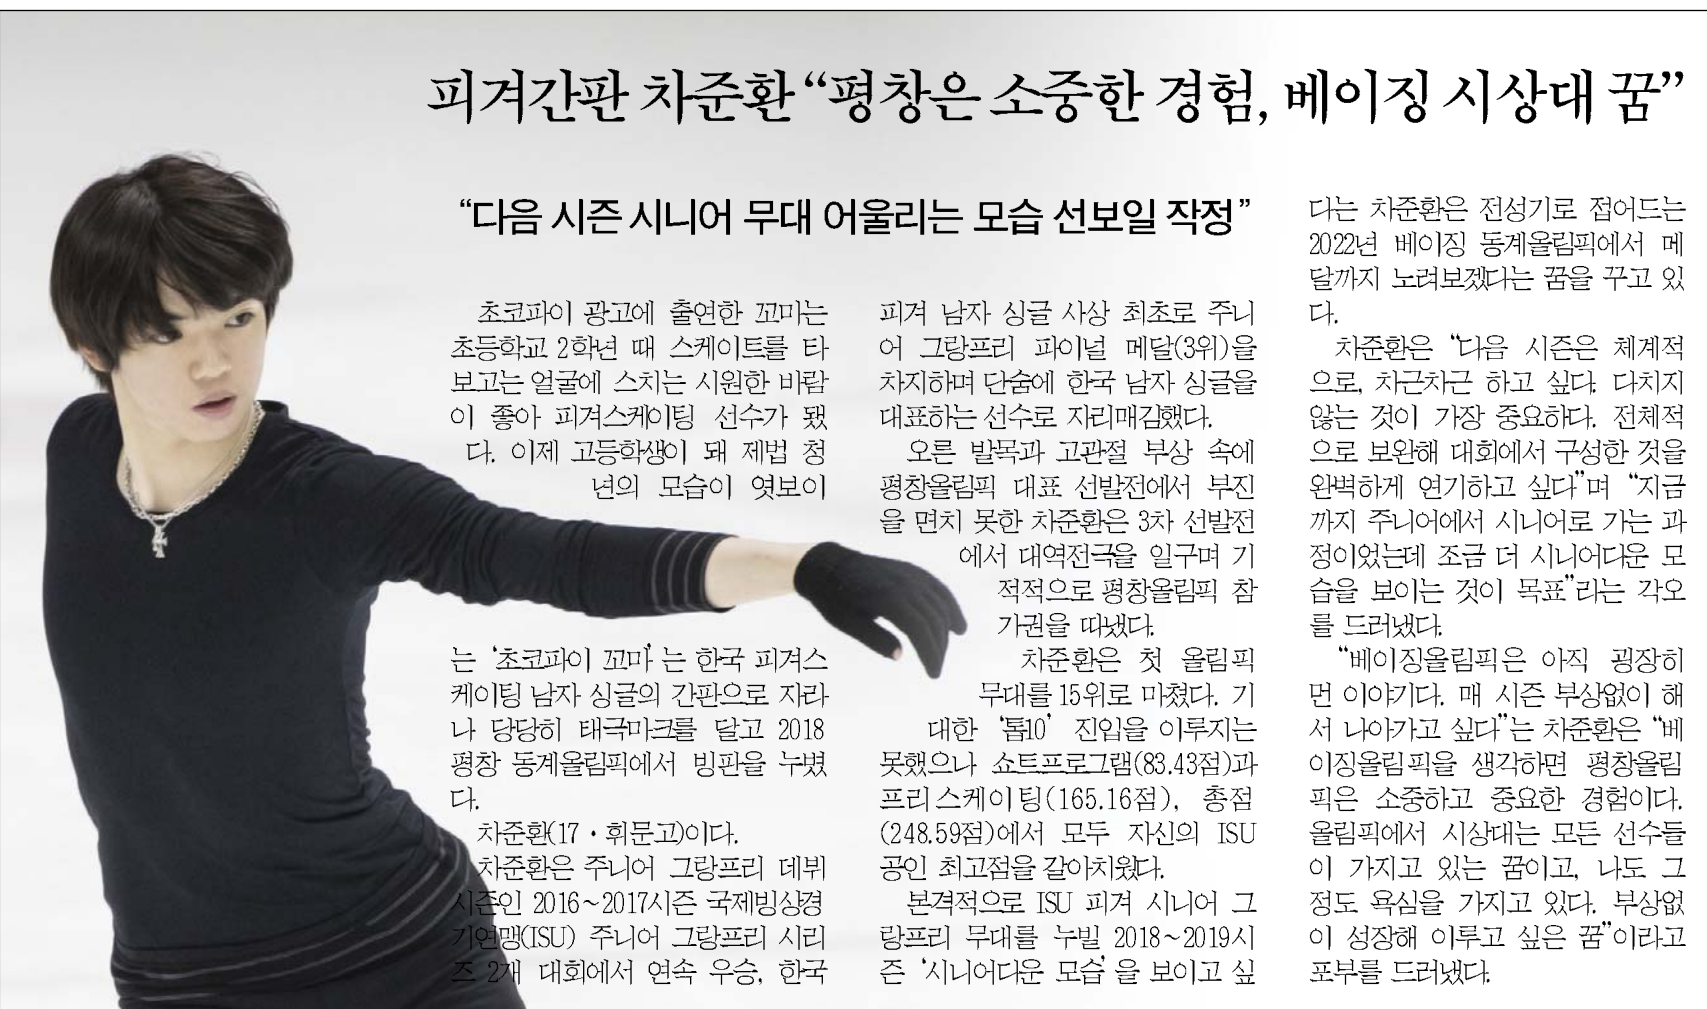 피겨간판 차준환 “평창은 소중한 경험, 베이징 시상대 꿈”
“다음 시즌 시니어 무대 어울리는 모습 선보일 작정”
초코파이 광고에 출연한 꼬마는
초등학교 2학년 때 스케이트를 타
보고는 얼굴에 스치는 시원한 바람
이 좋아 피겨스케이팅 선수가 됐
다. 이제 고등학생이 돼 제법 청
년의 모습이 엿보이
는 ‘초코파이 꼬마’는 한국 피겨스
케이팅 남자 싱글의 간판으로 자라
나 당당히 태극마크를 달고 2018
평창 동계올림픽에서 빙판을 누볐
다.
차준환(17·휘문고)이다.
차준환은 주니어 그랑프리 데뷔
시즌인 2016~2017시즌 국제빙상경
기연맹(ISU) 주니어 그랑프리 시리
즈 2개 대회에서 연속 우승, 한국
피겨 남자 싱글 사상 최초로 주니
어 그랑프리 파이널 메달(3위)을
차지하며 단숨에 한국 남자 싱글을
대표하는 선수로 자리매김했다.
오른 발목과 고관절 부상 속에
평창올림픽 대표 선발전에서 부진
을 면치 못한 차준환은 3차 선발전
에서 대역전극을 일구며 기
적적으로 평창올림픽 참
가권을 따냈다.
차준환은 첫 올림픽
무대를 15위로 마쳤다. 기
대한 ‘톱10’ 진입을 이루지는
못했으나 쇼트프로그램(83.43점)과
프리스케이팅(165.16점), 총점
(248.59점)에서 모두 자신의 ISU
공인 최고점을 갈아치웠다.
본격적으로 ISU 피겨 시니어 그
랑프리 무대를 누빌 2018~2019시
즌 ‘시니어다운 모습’을 보이고 싶
다는 차준환은 전성기로 접어드는
2022년 베이징 동계올림픽에서 메
달까지 노려보겠다는 꿈을 꾸고 있
다.
차준환은 “다음 시즌은 체계적
으로, 차근차근 하고 싶다. 다치지
않는 것이 가장 중요하다. 전체적
으로 보완해 대회에서 구성한 것을
완벽하게 연기하고 싶다”며 “지금
까지 주니어에서 시니어로 가는 과
정이었는데 조금 더 시니어다운 모
습을 보이는 것이 목표”라는 각오
를 드러냈다.
“베이징올림픽은 아직 굉장히
먼 이야기다. 매 시즌 부상없이 해
서 나아가고 싶다”는 차준환은 “베
이징올림픽을 생각하면 평창올림
픽은 소중하고 중요한 경험이다.
올림픽에서 시상대는 모든 선수들
이 가지고 있는 꿈이고, 나도 그
정도 욕심을 가지고 있다. 부상없
이 성장해 이루고 싶은 꿈”이라고
포부를 드러냈다.